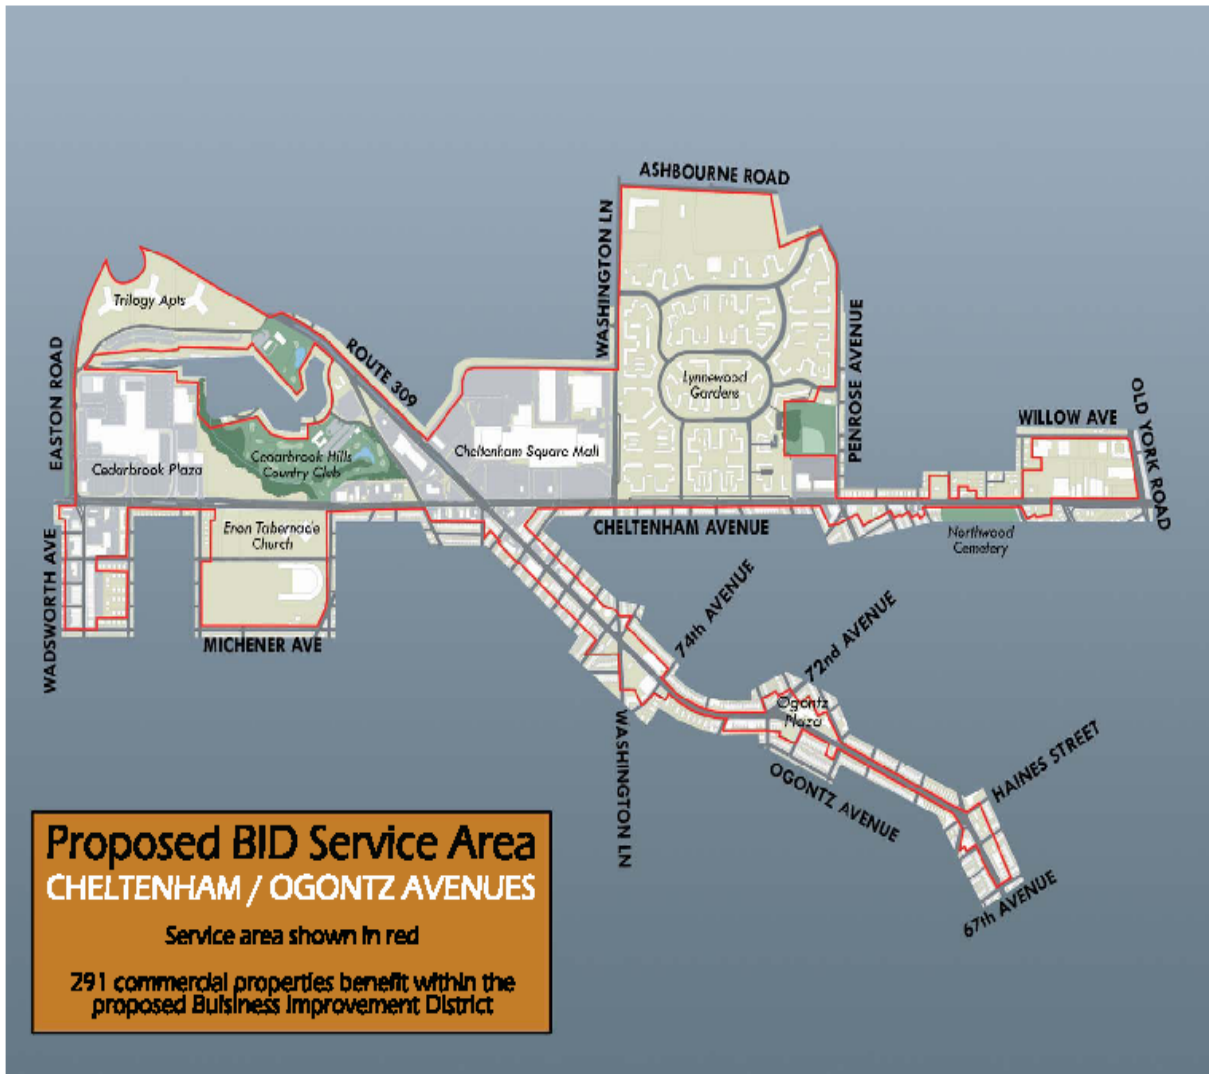 ASHBOURNE ROAD
WASHINGTON LN
Trilogy Apts
ROUTE 309
EASTON ROAD
PENROSE AVENUE
Lynnewood
Gardens
WILLOW AVE
OLD YORK ROAD
Cedarbrook Plaza
Cedarbrook Hills
Country Club
Cheltenham Square Mall
CHELTENHAM AVENUE
Northwood
Cemetery
Enon Tabernacle
Church
WADSWORTH AVE
MICHENER AVE
74th AVENUE
72nd AVENUE
Ogontz
Plaza
WASHINGTON LN
OGONTZ AVENUE
HAINES STREET
67th AVENUE
Proposed BID Service Area
CHELTENHAM / OGONTZ AVENUES
Service area shown in red
291 commercial properties benefit within the
proposed Buisiness Improvement District